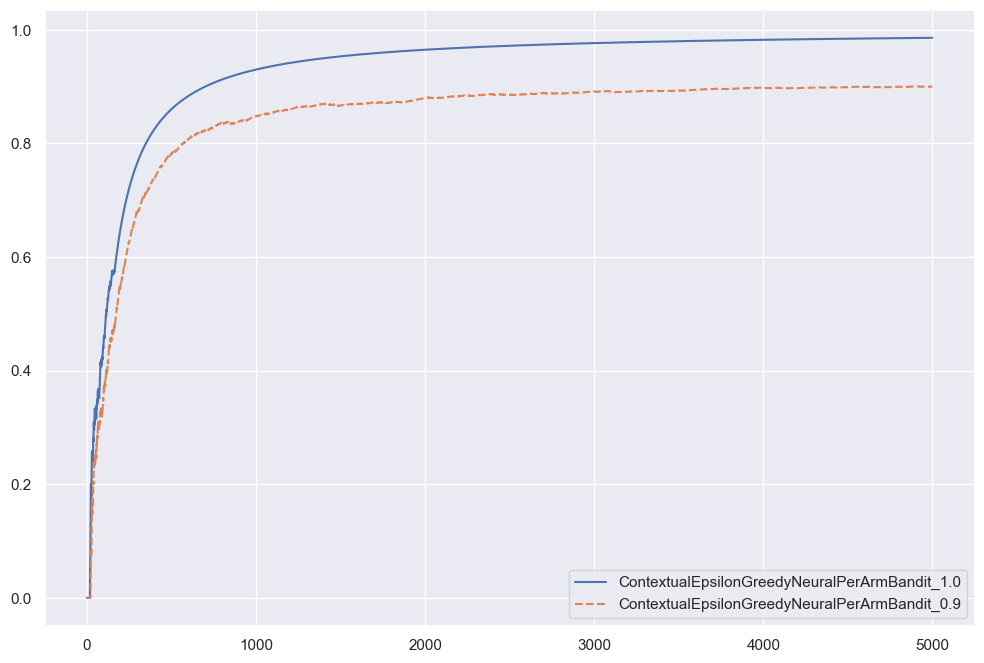 1.0
0.8
0.6
0.4
0.2
0.0
0 1000 2000 3000 4000 5000
ContextualEpsilonGreedyNeuralPerArmBandit_1.0
ContextualEpsilonGreedyNeuralPerArmBandit_0.9